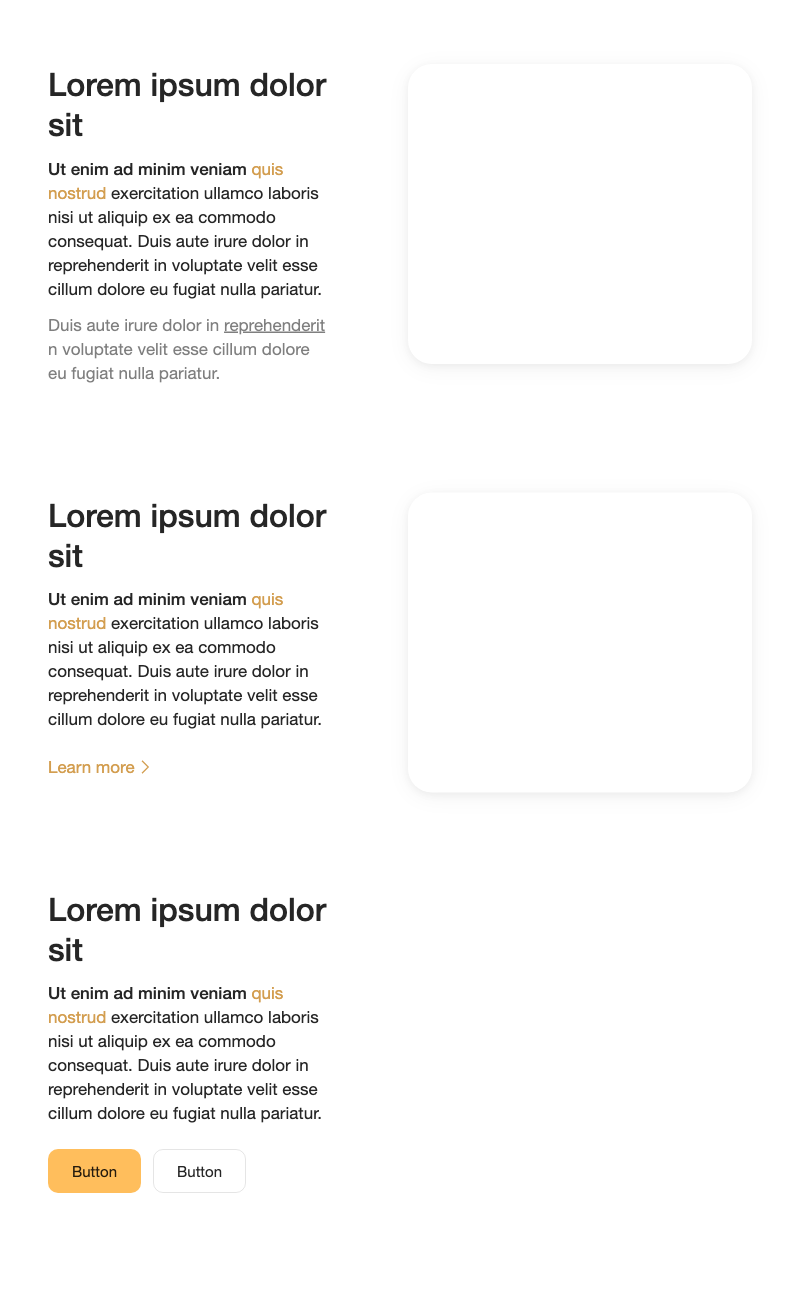 Lorem ipsum dolor
sit
Ut enim ad minim veniam quis
nostrud exercitation ullamco laboris
nisi ut aliquip ex ea commodo
consequat. Duis aute irure dolor in
reprehenderit in voluptate velit esse
cillum dolore eu fugiat nulla pariatur.
Duis aute irure dolor in reprehenderit
n voluptate velit esse cillum dolore
eu fugiat nulla pariatur.
Lorem ipsum dolor
sit
Ut enim ad minim veniam quis
nostrud exercitation ullamco laboris
nisi ut aliquip ex ea commodo
consequat. Duis aute irure dolor in
reprehenderit in voluptate velit esse
cillum dolore eu fugiat nulla pariatur.
Learn more
Lorem ipsum dolor
sit
Ut enim ad minim veniam quis
nostrud exercitation ullamco laboris
nisi ut aliquip ex ea commodo
consequat. Duis aute irure dolor in
reprehenderit in voluptate velit esse
cillum dolore eu fugiat nulla pariatur.
Button Button